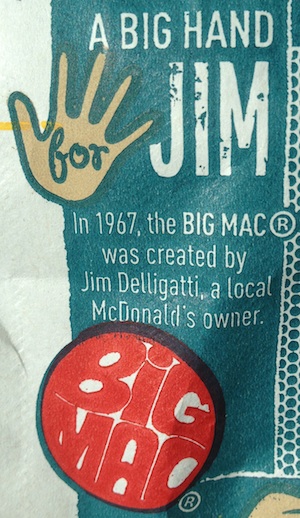 A BIG HAND
for JIM
In 1967, the BIG MAC®
was created by
Jim Delligatti, a local
McDonald's owner.
BIG
MAC
®